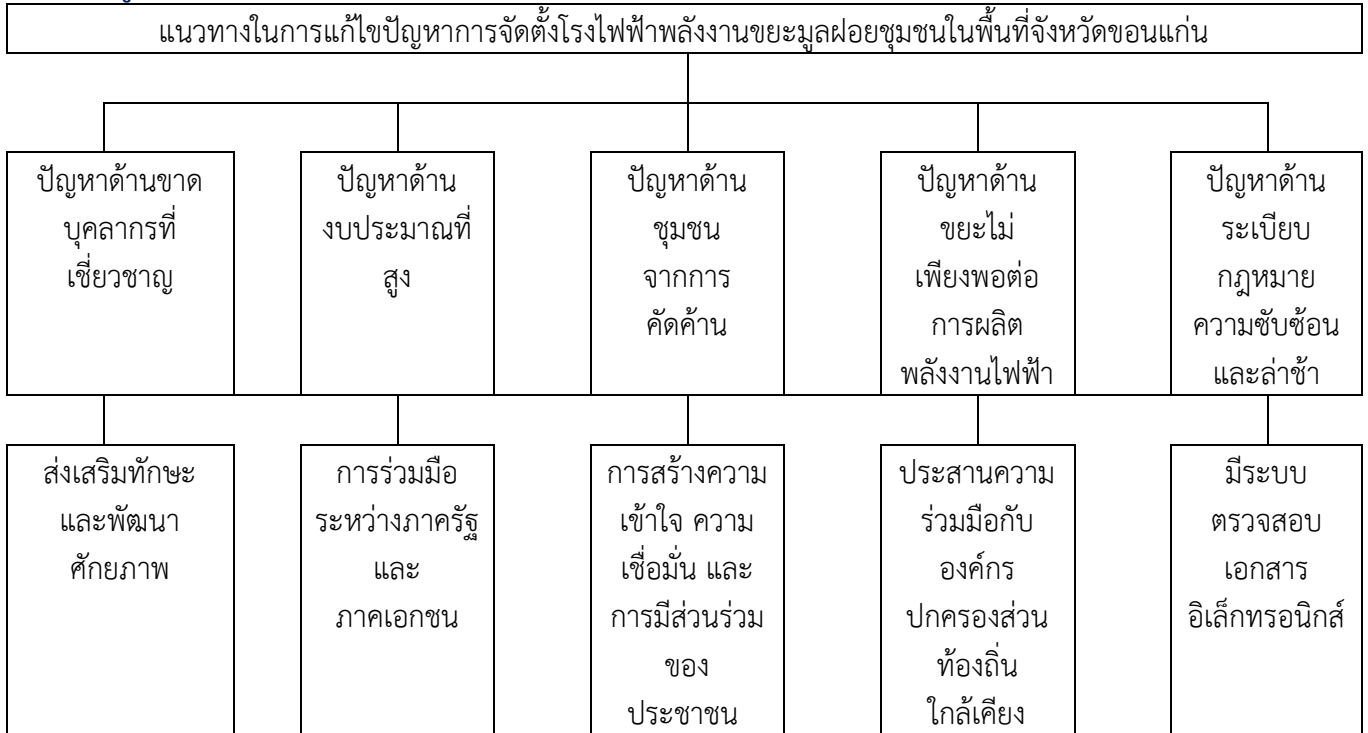 แนวทางในการแก้ไขปัญหาการจัดตั้งโรงไฟฟ้าพลังงานขยะมูลฝอยชุมชนในพื้นที่จังหวัดขอนแก่น
ปัญหาด้านขาด
บุคลากรที่
เชี่ยวชาญ
ปัญหาด้าน
งบประมาณที่
สูง
ปัญหาด้าน
ชุมชน
จากการ
คัดค้าน
ปัญหาด้าน
ขยะไม่
เพียงพอต่อ
การผลิต
พลังงานไฟฟ้า
ปัญหาด้าน
ระเบียบ
กฎหมาย
ความซับซ้อน
และล่าช้า
ส่งเสริมทักษะ
และพัฒนา
ศักยภาพ
การร่วมมือ
ระหว่างภาครัฐ
และ
ภาคเอกชน
การสร้างความ
เข้าใจ ความ
เชื่อมั่น และ
การมีส่วนร่วม
ของ
ประชาชน
ประสานความ
ร่วมมือกับ
องค์กร
ปกครองส่วน
ท้องถิ่น
ใกล้เคียง
มีระบบ
ตรวจสอบ
เอกสาร
อิเล็กทรอนิกส์